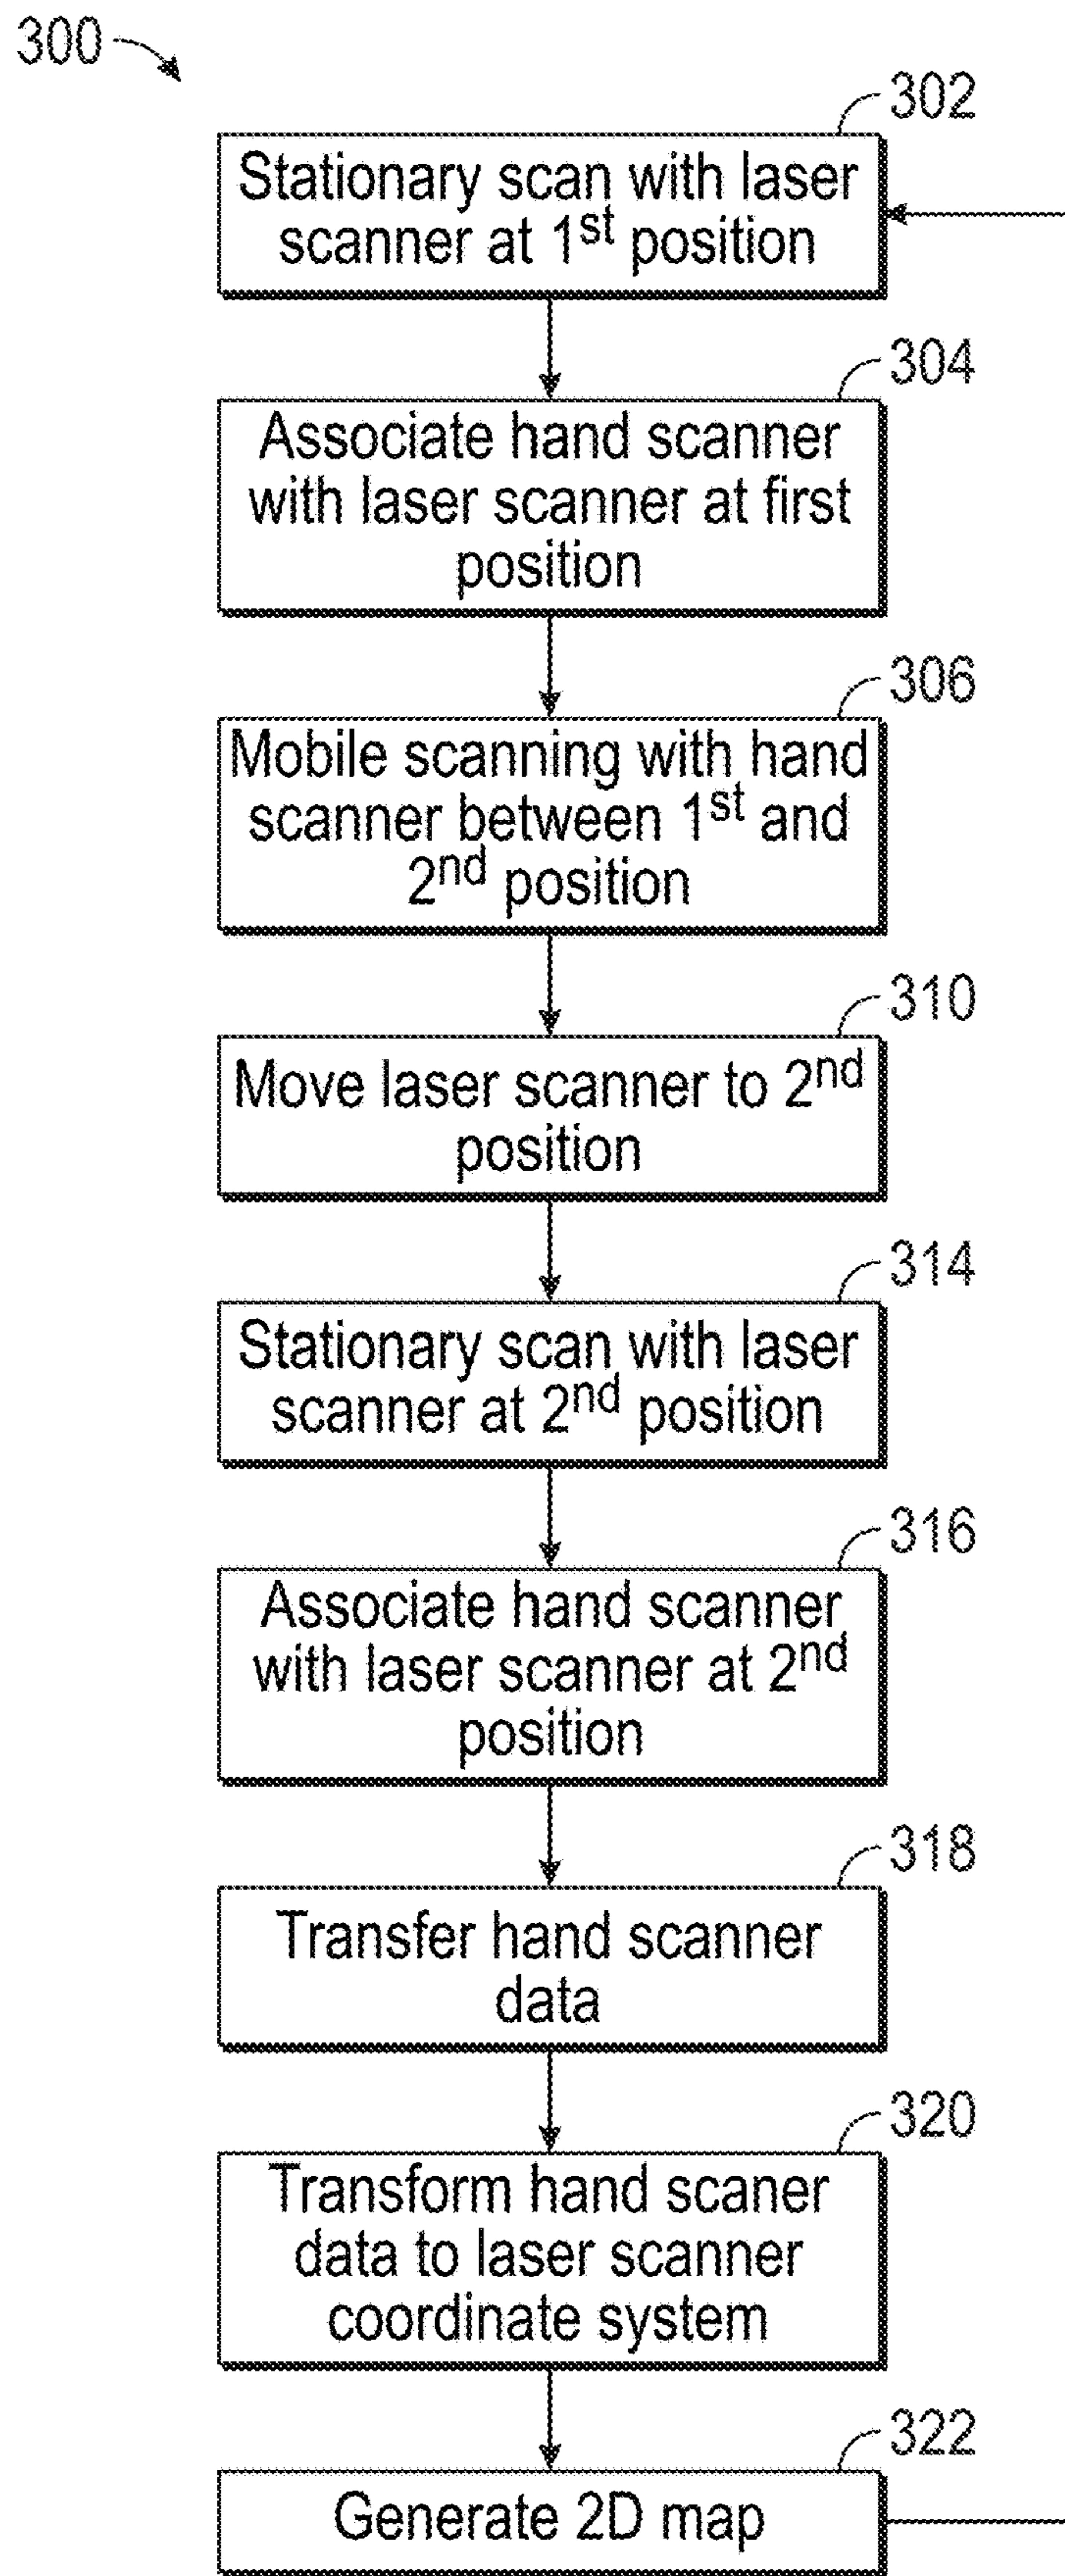 300
302
Stationary scan with laser
scanner at 1st position
304
Associate hand scanner
with laser scanner at first
position
306
Mobile scanning with hand
scanner between 1st and
2nd position
310
Move laser scanner to 2nd
position
314
Stationary scan with laser
scanner at 2nd position
316
Associate hand scanner
with laser scanner at 2nd
position
318
Transfer hand scanner
data
320
Transform hand scaner
data to laser scanner
coordinate system
322
Generate 2D map